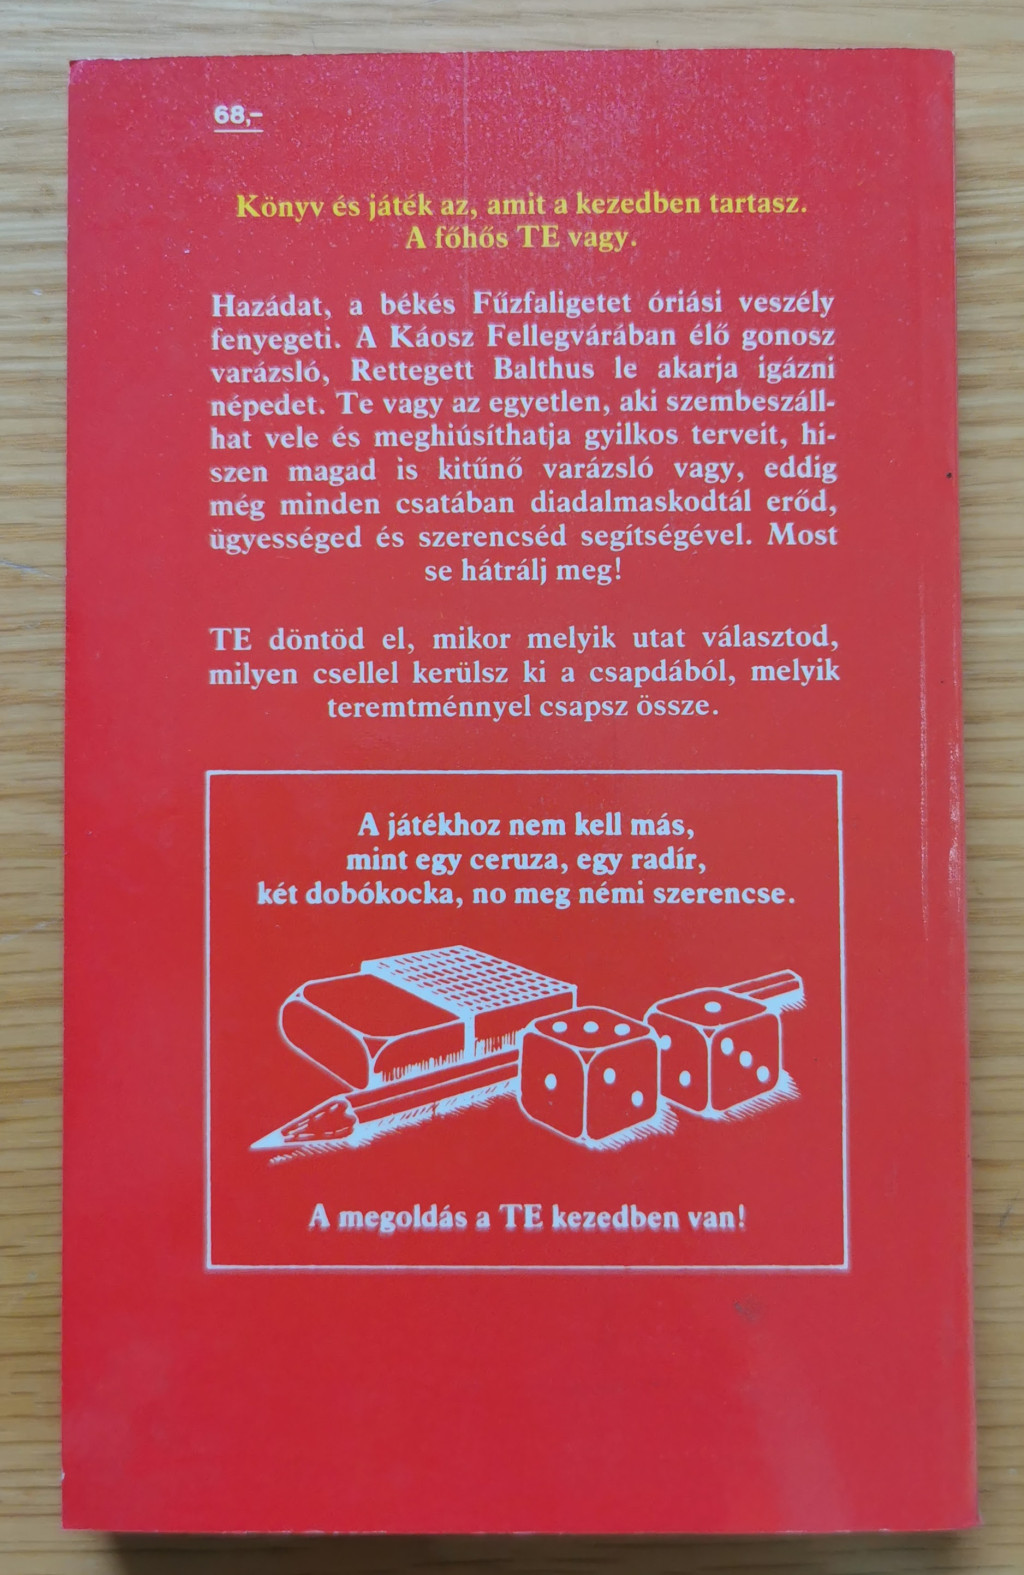 68,-
Könyv és játék az, amit a kezedben tartasz.
A főhős TE vagy.
Hazádat, a békés Fűzfaligetet óriási veszély
fenyegeti. A Káosz Fellegvárában élő gonosz
varázsló, Rettegett Balthus le akarja igázni
népedet. Te vagy az egyetlen, aki szembeszáll-
hat vele és meghiúsíthatja gyilkos terveit, hi-
szen magad is kitűnő varázsló vagy, eddig
még minden csatában diadalmaskodtál erőd,
ügyességed és szerencséd segítségével. Most
se hátrálj meg!
TE döntöd el, mikor melyik utat választod,
milyen csellel kerülsz ki a csapdából, melyik
teremtménnyel csapsz össze.
A játékhoz nem kell más,
mint egy ceruza, egy radír,
két dobókocka, no meg némi szerencse.
A megoldás a TE kezedben van!